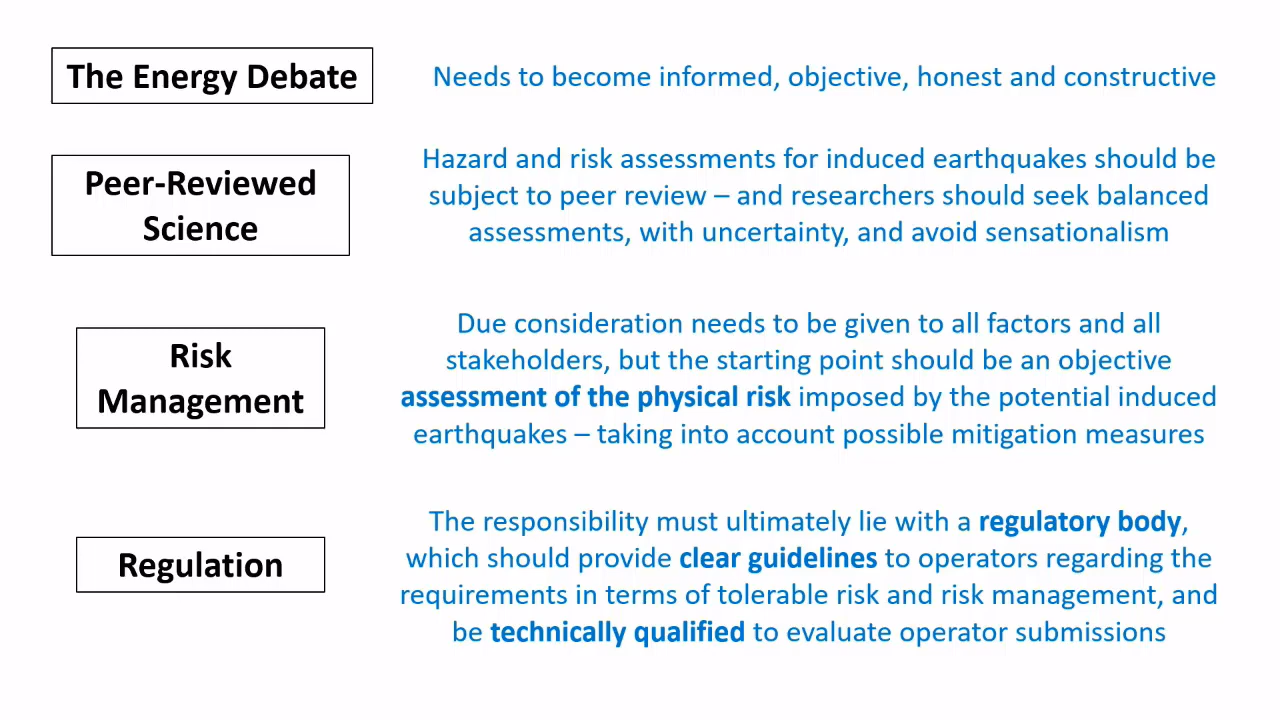 The Energy Debate
Needs to become informed, objective, honest and constructive
Peer-Reviewed
Science
Hazard and risk assessments for induced earthquakes should be
subject to peer review – and researchers should seek balanced
assessments, with uncertainty, and avoid sensationalism
Risk
Management
Due consideration needs to be given to all factors and all
stakeholders, but the starting point should be an objective
assessment of the physical risk imposed by the potential induced
earthquakes – taking into account possible mitigation measures
Regulation
The responsibility must ultimately lie with a regulatory body,
which should provide clear guidelines to operators regarding the
requirements in terms of tolerable risk and risk management, and
be technically qualified to evaluate operator submissions